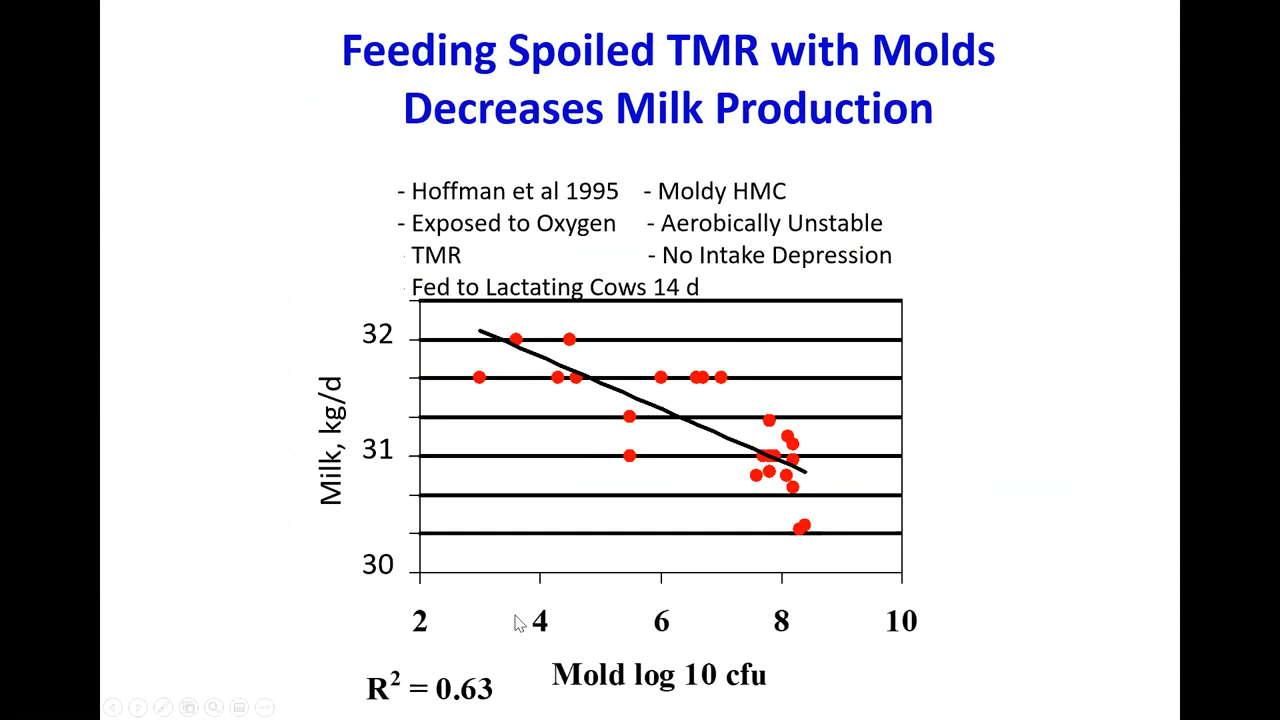 Feeding Spoiled TMR with Molds
Decreases Milk Production
- Hoffman et al 1995 - Moldy HMC
- Exposed to Oxygen - Aerobically Unstable
TMR - No Intake Depression
Fed to Lactating Cows 14 d
32
31
30
Milk, kg/d
2 4 6 8 10
Mold log 10 cfu
R² = 0.63